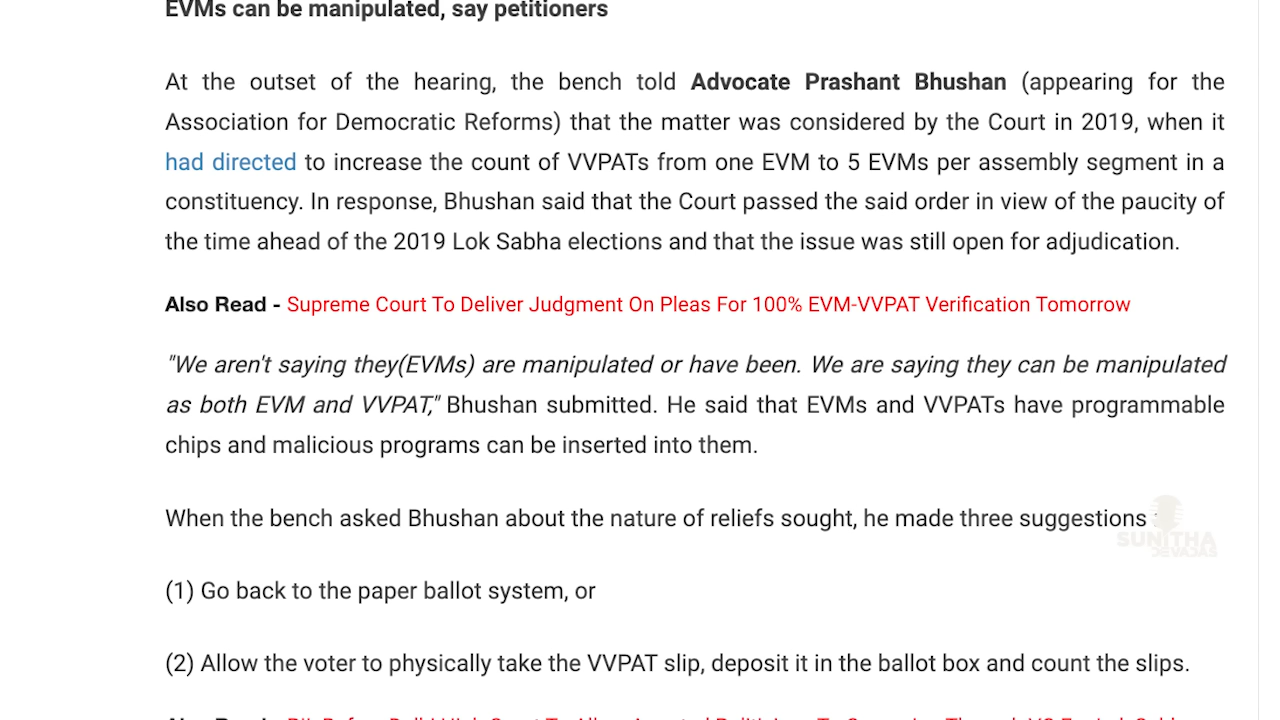 EVMs can be manipulated, say petitioners
At the outset of the hearing, the bench told Advocate Prashant Bhushan (appearing for the
Association for Democratic Reforms) that the matter was considered by the Court in 2019, when it
had directed to increase the count of VVPATs from one EVM to 5 EVMs per assembly segment in a
constituency. In response, Bhushan said that the Court passed the said order in view of the paucity of
the time ahead of the 2019 Lok Sabha elections and that the issue was still open for adjudication.
Also Read - Supreme Court To Deliver Judgment On Pleas For 100% EVM-VVPAT Verification Tomorrow
"We aren't saying they(EVMs) are manipulated or have been. We are saying they can be manipulated
as both EVM and VVPAT," Bhushan submitted. He said that EVMs and VVPATs have programmable
chips and malicious programs can be inserted into them.
When the bench asked Bhushan about the nature of reliefs sought, he made three suggestions :
SUNITHA
DEVADAS
(1) Go back to the paper ballot system, or
(2) Allow the voter to physically take the VVPAT slip, deposit it in the ballot box and count the slips.